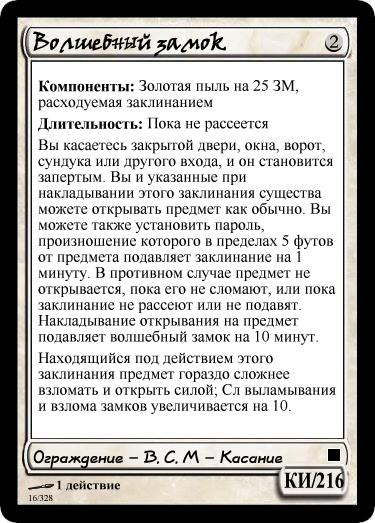 Волшебный замок 2
Компоненты: Золотая пыль на 25 ЗМ,
расходуемая заклинанием
Длительность: Пока не рассеется
Вы касаетесь закрытой двери, окна, ворот,
сундука или другого входа, и он становится
запертым. Вы и указанные при
накладывании этого заклинания существа
можете открывать предмет как обычно. Вы
можете также установить пароль,
произношение которого в пределах 5 футов
от предмета подавляет заклинание на 1
минуту. В противном случае предмет не
открывается, пока его не сломают, или пока
заклинание не рассеют или не подавят.
Накладывание открывания на предмет
подавляет волшебный замок на 10 минут.
Находящийся под действием этого
заклинания предмет гораздо сложнее
взломать и открыть силой; Сл выламывания
и взлома замков увеличивается на 10.
Ограждение – В, С, М – Касание
1 действие
КИ/216
16/328